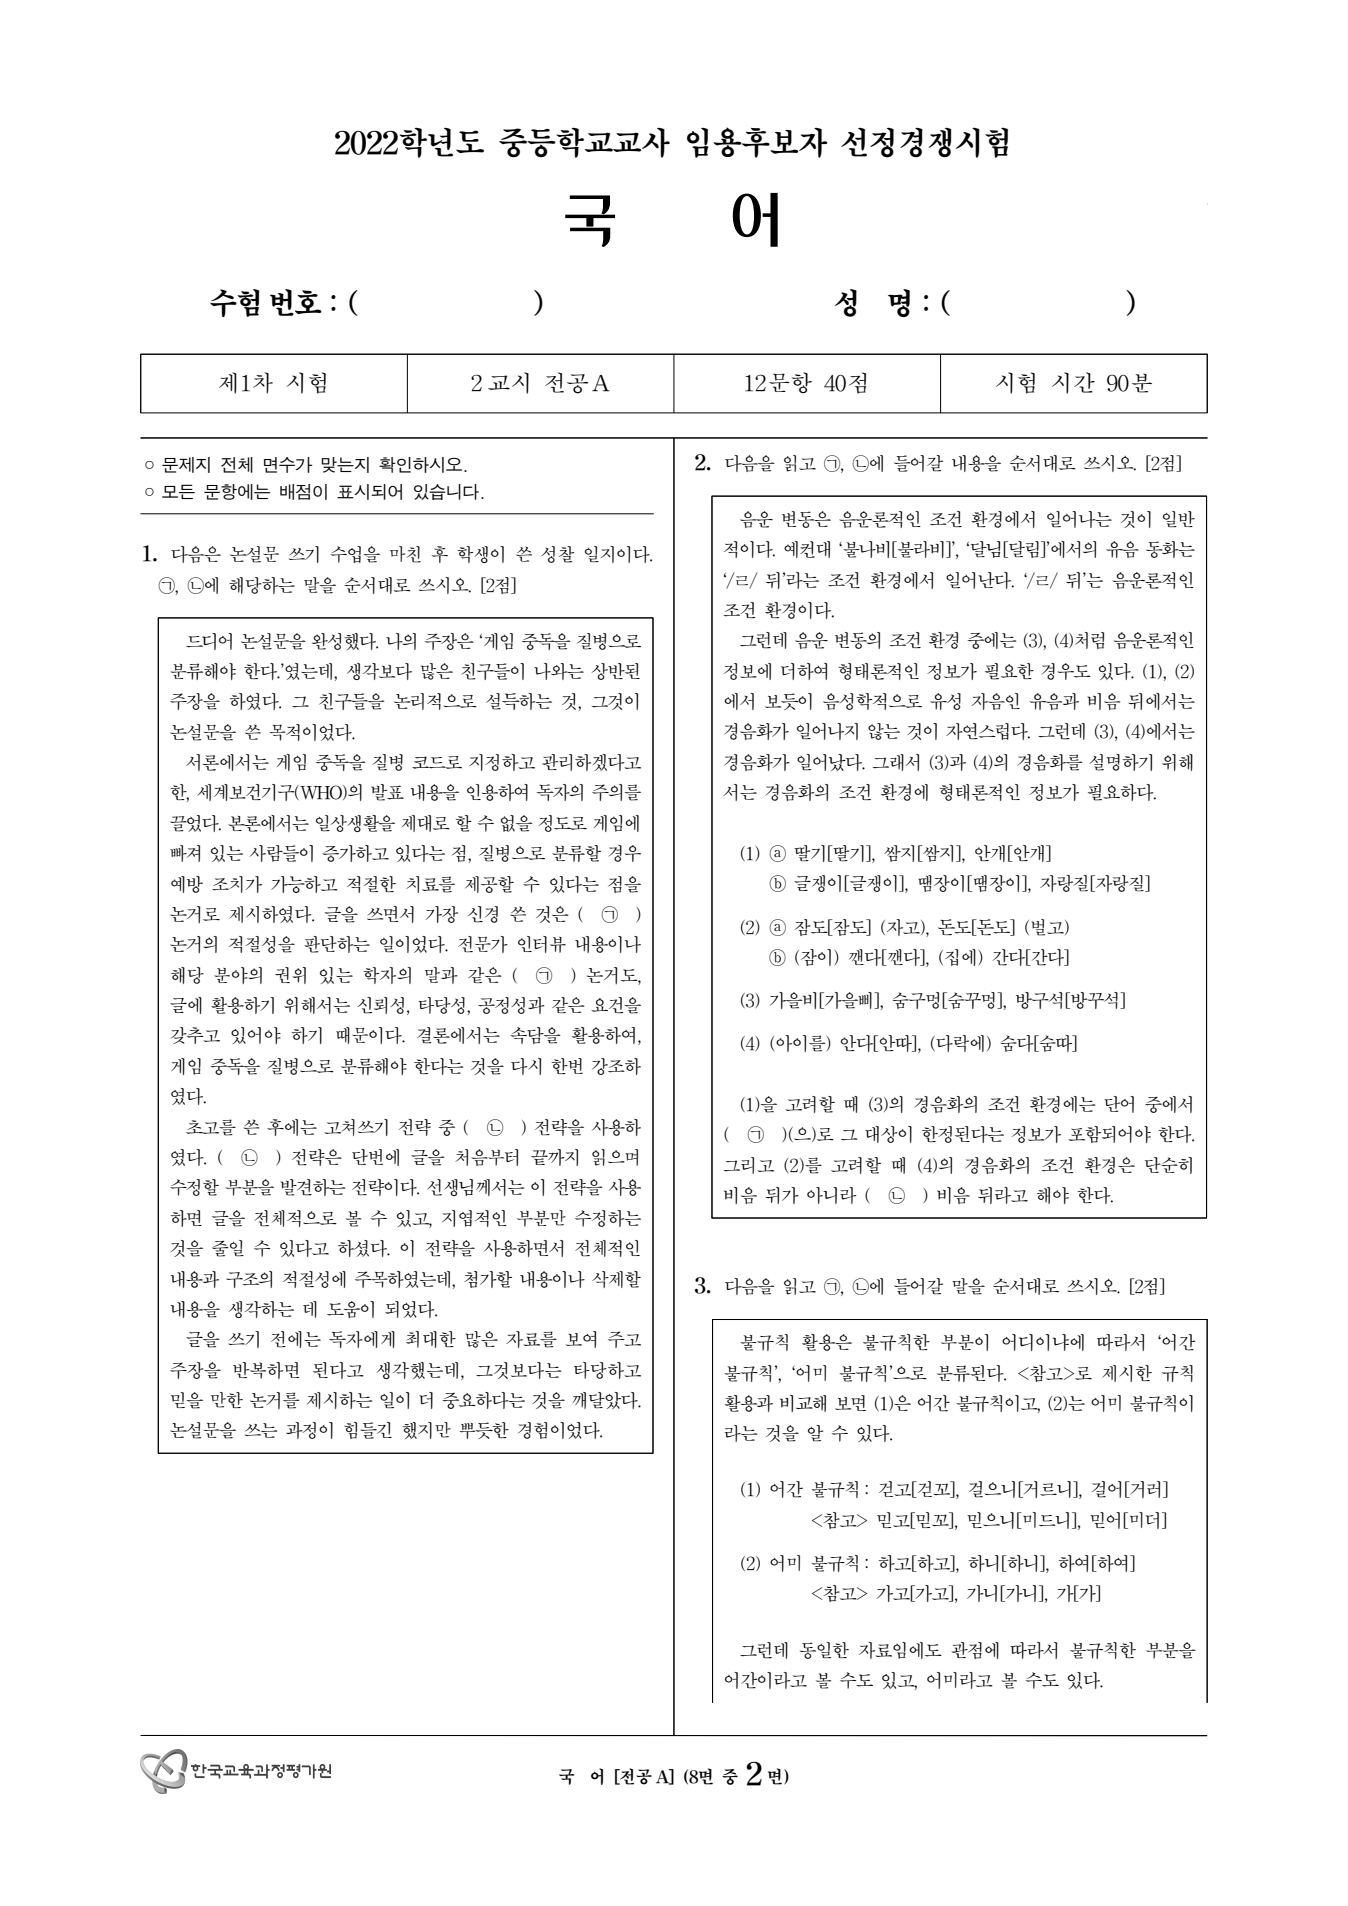 2022학년도 중등학교교사 임용후보자 선정경쟁시험
국 어
수험 번호 : ( ) 성 명 : ( )
제1차 시험 2교시 전공A 12문항 40점 시험 시간 90분
○ 문제지 전체 면수가 맞는지 확인하시오.
○ 모든 문항에는 배점이 표시되어 있습니다.
1. 다음은 논설문 쓰기 수업을 마친 후 학생이 쓴 성찰 일지이다.
㉠, ㉡에 해당하는 말을 순서대로 쓰시오. [2점]
드디어 논설문을 완성했다. 나의 주장은 ‘게임 중독을 질병으로
분류해야 한다.’였는데, 생각보다 많은 친구들이 나와는 상반된
주장을 하였다. 그 친구들을 논리적으로 설득하는 것, 그것이
논설문을 쓴 목적이었다.
서론에서는 게임 중독을 질병 코드로 지정하고 관리하겠다고
한, 세계보건기구(WHO)의 발표 내용을 인용하여 독자의 주의를
끌었다. 본론에서는 일상생활을 제대로 할 수 없을 정도로 게임에
빠져 있는 사람들이 증가하고 있다는 점, 질병으로 분류할 경우
예방 조치가 가능하고 적절한 치료를 제공할 수 있다는 점을
논거로 제시하였다. 글을 쓰면서 가장 신경 쓴 것은 ( ㉠ )
논거의 적절성을 판단하는 일이었다. 전문가 인터뷰 내용이나
해당 분야의 권위 있는 학자의 말과 같은 ( ㉠ ) 논거도,
글에 활용하기 위해서는 신뢰성, 타당성, 공정성과 같은 요건을
갖추고 있어야 하기 때문이다. 결론에서는 속담을 활용하여,
게임 중독을 질병으로 분류해야 한다는 것을 다시 한번 강조하
였다.
초고를 쓴 후에는 고쳐쓰기 전략 중 ( ㉡ ) 전략을 사용하
였다. ( ㉡ ) 전략은 단번에 글을 처음부터 끝까지 읽으며
수정할 부분을 발견하는 전략이다. 선생님께서는 이 전략을 사용
하면 글을 전체적으로 볼 수 있고, 지엽적인 부분만 수정하는
것을 줄일 수 있다고 하셨다. 이 전략을 사용하면서 전체적인
내용과 구조의 적절성에 주목하였는데, 첨가할 내용이나 삭제할
내용을 생각하는 데 도움이 되었다.
글을 쓰기 전에는 독자에게 최대한 많은 자료를 보여 주고
주장을 반복하면 된다고 생각했는데, 그것보다는 타당하고
믿을 만한 논거를 제시하는 일이 더 중요하다는 것을 깨달았다.
논설문을 쓰는 과정이 힘들긴 했지만 뿌듯한 경험이었다.
2. 다음을 읽고 ㉠, ㉡에 들어갈 내용을 순서대로 쓰시오. [2점]
음운 변동은 음운론적인 조건 환경에서 일어나는 것이 일반
적이다. 예컨대 ‘불나비[불라비]’, ‘달님[달림]’에서의 유음 동화는
‘/ㄹ/ 뒤’라는 조건 환경에서 일어난다. ‘/ㄹ/ 뒤’는 음운론적인
조건 환경이다.
그런데 음운 변동의 조건 환경 중에는 (3), (4)처럼 음운론적인
정보에 더하여 형태론적인 정보가 필요한 경우도 있다. (1), (2)
에서 보듯이 음성학적으로 유성 자음인 유음과 비음 뒤에서는
경음화가 일어나지 않는 것이 자연스럽다. 그런데 (3), (4)에서는
경음화가 일어났다. 그래서 (3)과 (4)의 경음화를 설명하기 위해
서는 경음화의 조건 환경에 형태론적인 정보가 필요하다.
(1) ⓐ 딸기[딸기], 쌈지[쌈지], 안개[안개]
ⓑ 글쟁이[글쟁이], 땜장이[땜장이], 자랑질[자랑질]
(2) ⓐ 잠도[잠도] (자고), 돈도[돈도] (벌고)
ⓑ (잠이) 깬다[깬다], (집에) 간다[간다]
(3) 가을비[가을삐], 숨구멍[숨꾸멍], 방구석[방꾸석]
(4) (아이를) 안다[안따], (다락에) 숨다[숨따]
(1)을 고려할 때 (3)의 경음화의 조건 환경에는 단어 중에서
( ㉠ )(으)로 그 대상이 한정된다는 정보가 포함되어야 한다.
그리고 (2)를 고려할 때 (4)의 경음화의 조건 환경은 단순히
비음 뒤가 아니라 ( ㉡ ) 비음 뒤라고 해야 한다.
3. 다음을 읽고 ㉠, ㉡에 들어갈 말을 순서대로 쓰시오. [2점]
불규칙 활용은 불규칙한 부분이 어디이냐에 따라서 ‘어간
불규칙’, ‘어미 불규칙’으로 분류된다. <참고>로 제시한 규칙
활용과 비교해 보면 (1)은 어간 불규칙이고, (2)는 어미 불규칙이
라는 것을 알 수 있다.
(1) 어간 불규칙 : 걷고[걷꼬], 걸으니[거르니], 걸어[거러]
<참고> 믿고[믿꼬], 믿으니[미드니], 믿어[미더]
(2) 어미 불규칙 : 하고[하고], 하니[하니], 하여[하여]
<참고> 가고[가고], 가니[가니], 가[가]
그런데 동일한 자료임에도 관점에 따라서 불규칙한 부분을
어간이라고 볼 수도 있고, 어미라고 볼 수도 있다.
한국교육과정평가원
국 어 [전공 A] (8면 중 2 면)